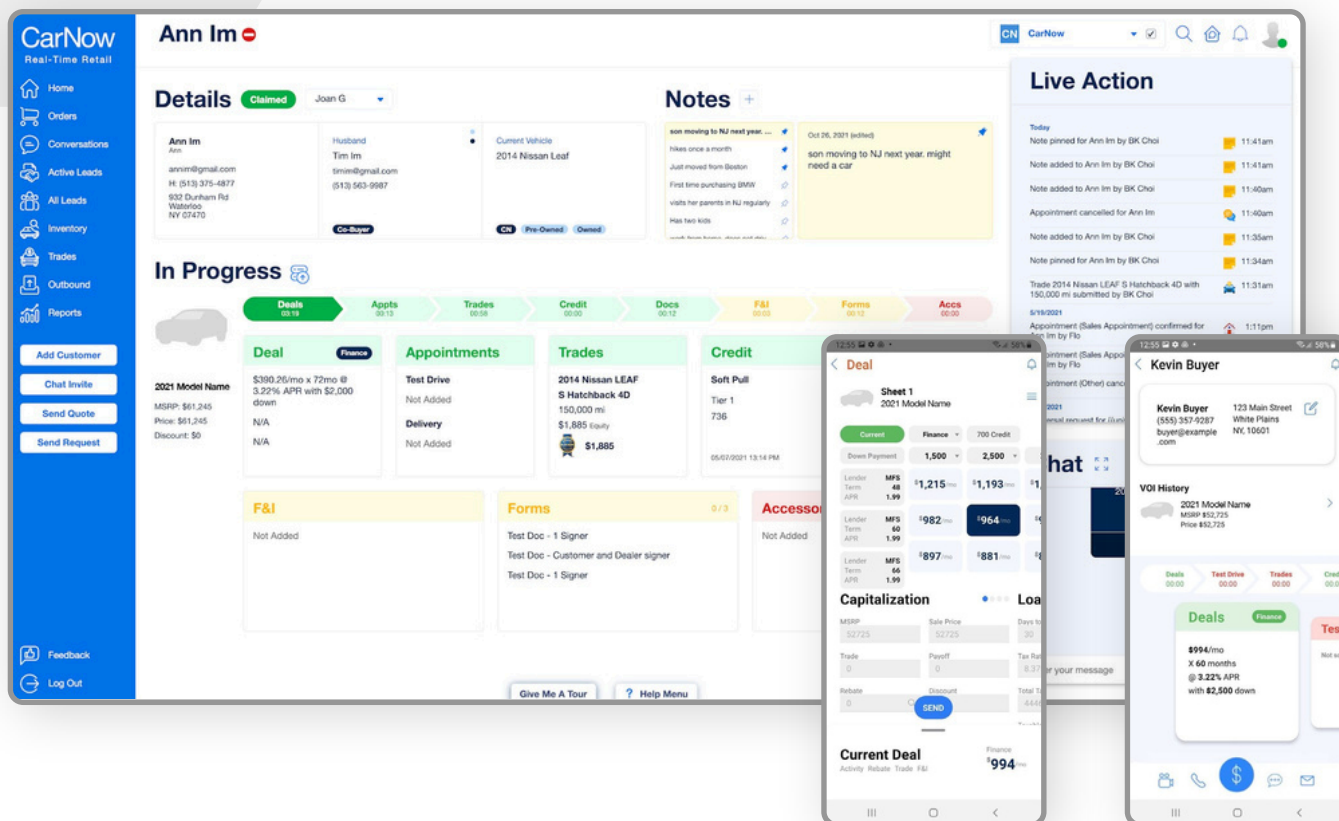 CarNow
Real-Time Retail
Home
Orders
Conversations
Active Leads
All Leads
Inventory
Trades
Outbound
Reports
Add Customer
Chat Invite
Send Quote
Send Request
Feedback
Log Out
Ann Im
CN CarNow
Details Claimed Joan G
Ann Im
Ann
annim@gmail.com
H: (513) 375-4877
932 Dunham Rd
Waterloo
NY 07470
Husband
Tim Im
timim@gmail.com
(513) 563-9987
Co-Buyer
Current Vehicle
2014 Nissan Leaf
CN Pre-Owned Owned
Notes
son moving to NJ next year. ...
hikes once a month
Just moved from Boston
First time purchasing BMW
visits her parents in NJ regularly
Has two kids
Oct 26, 2021 (edited)
son moving to NJ next year. might
need a car
Live Action
Today
Note pinned for Ann Im by BK Choi 11:41am
Note added to Ann Im by BK Choi 11:41am
Note added to Ann Im by BK Choi 11:40am
Appointment cancelled for Ann Im 11:40am
Note added to Ann Im by BK Choi 11:35am
Note pinned for Ann Im by BK Choi 11:34am
Trade 2014 Nissan LEAF S Hatchback 4D with
150,000 mi submitted by BK Choi 11:31am
5/19/2021
Appointment (Sales Appointment) confirmed for
Ann Im by Flo 1:11pm
In Progress
Deals
03:19
Appts
03:13
Trades
00:58
Credit
00:00
Docs
00:12
F&I
00:03
Forms
00:12
Accs
00:00
2021 Model Name
MSRP: $61,245
Price: $61,245
Discount: $0
Deal Finance
$390.26/mo x 72mo @
3.22% APR with $2,000
down
N/A
N/A
Appointments
Test Drive
Not Added
Delivery
Not Added
Trades
2014 Nissan LEAF
S Hatchback 4D
150,000 mi
$1,885 Equity
$1,885
Credit
Soft Pull
Tier 1
736
05/07/2021 13:14 PM
F&I
Not Added
Forms 0/3
Test Doc - 1 Signer
Test Doc - Customer and Dealer signer
Test Doc - 1 Signer
Not Added
Give Me A Tour
? Help Menu
12:55 58%
Deal
Sheet 1
2021 Model Name
Current Finance 700 Credit
Down Payment 1,500 2,500
Lender MFS
Term 48
APR 1.99
$1,215/mo $1,193/mo
Lender MFS
Term 60
APR 1.99
$982/mo $964/mo
Lender MFS
Term 66
APR 1.99
$897/mo $881/mo
Capitalization
MSRP Sale Price
52725 52725
Trade Payoff
0 0
Rebate Discount
0
SEND
Current Deal
Activity Rebate Trade F&I
Finance
$994/mo
12:55 58%
Kevin Buyer
Kevin Buyer
(555) 357-9287
buyer@example
.com
123 Main Street
White Plains
NY, 10601
VOI History
2021 Model Name
MSRP $52,725
Price $52,725
Deals
00:00
Test Drive
00:00
Trades
00:00
Deals Finance
$994/mo
X 60 months
@ 3.22% APR
with $2,500 down